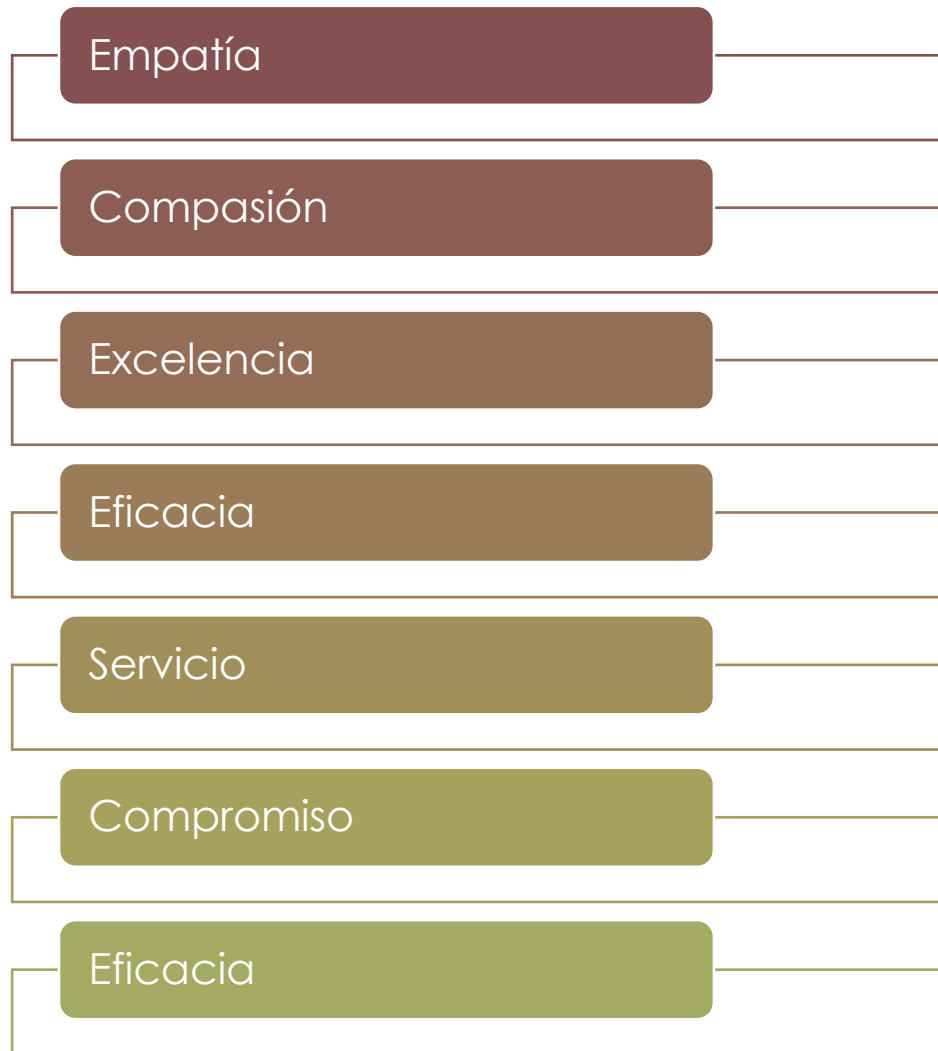 Empatía
Compasión
Excelencia
Eficacia
Servicio
Compromiso
Eficacia